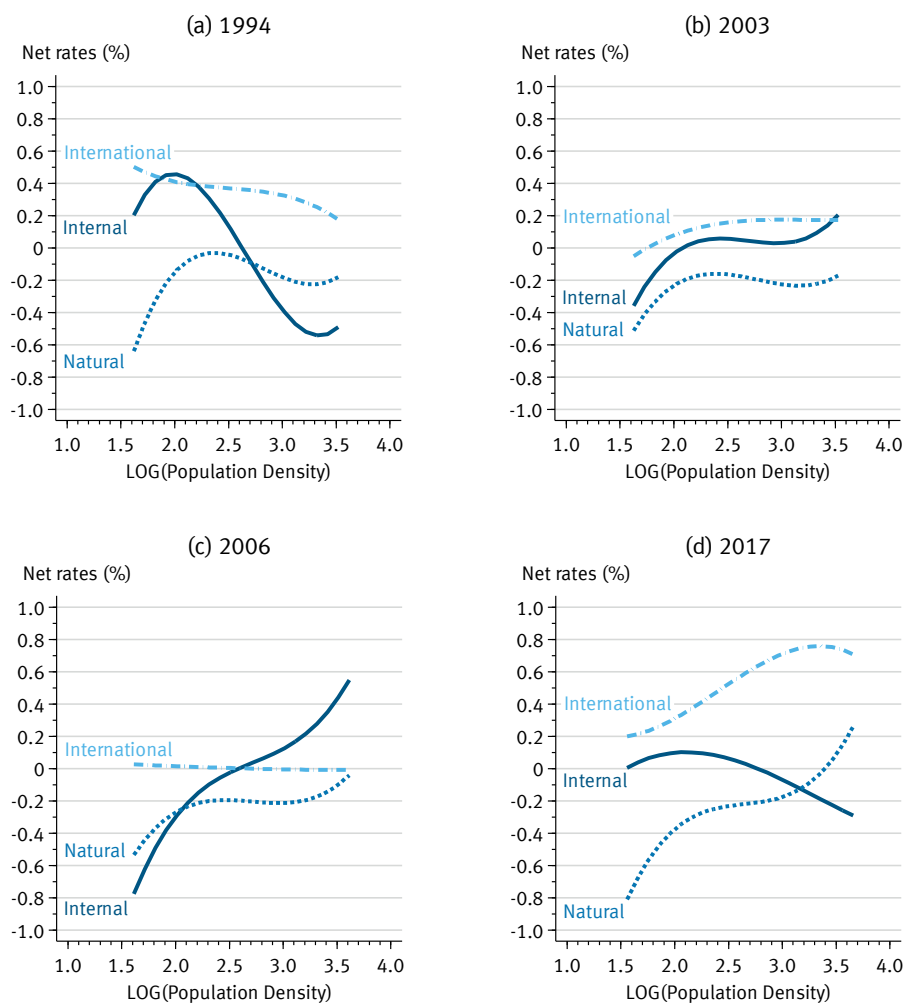 (a) 1994
Net rates (%)
1.0
0.8
0.6
0.4
0.2
0
-0.2
-0.4
-0.6
-0.8
-1.0
International
Internal
Natural
1.0 1.5 2.0 2.5 3.0 3.5 4.0
LOG(Population Density)
(b) 2003
Net rates (%)
1.0
0.8
0.6
0.4
0.2
0
-0.2
-0.4
-0.6
-0.8
-1.0
International
Internal
Natural
1.0 1.5 2.0 2.5 3.0 3.5 4.0
LOG(Population Density)
(c) 2006
Net rates (%)
1.0
0.8
0.6
0.4
0.2
0
-0.2
-0.4
-0.6
-0.8
-1.0
International
Natural
Internal
1.0 1.5 2.0 2.5 3.0 3.5 4.0
LOG(Population Density)
(d) 2017
Net rates (%)
1.0
0.8
0.6
0.4
0.2
0
-0.2
-0.4
-0.6
-0.8
-1.0
International
Internal
Natural
1.0 1.5 2.0 2.5 3.0 3.5 4.0
LOG(Population Density)